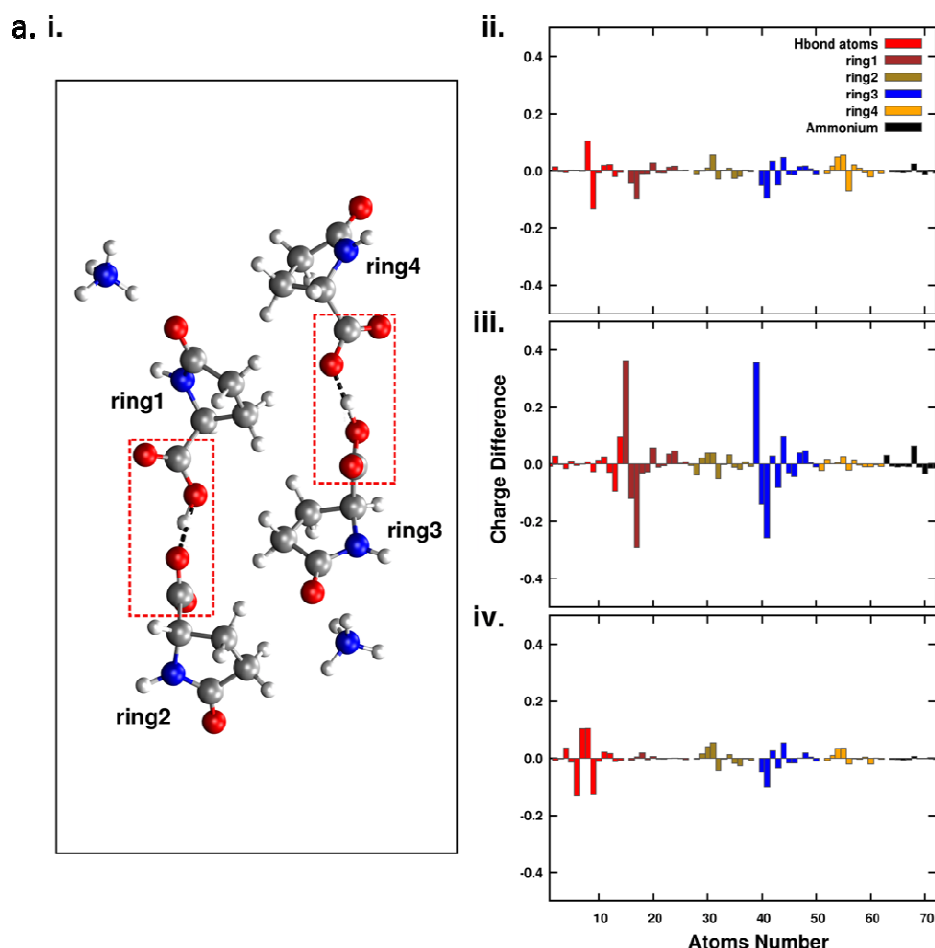 a. i.
ring4
ring1
ring3
ring2
ii.
0.4
0.2
0.0
-0.2
-0.4
Hbond atoms
ring1
ring2
ring3
ring4
Ammonium
iii.
0.4
0.2
0.0
-0.2
-0.4
Charge Difference
iv.
0.4
0.2
0.0
-0.2
-0.4
10 20 30 40 50 60 70
Atoms Number